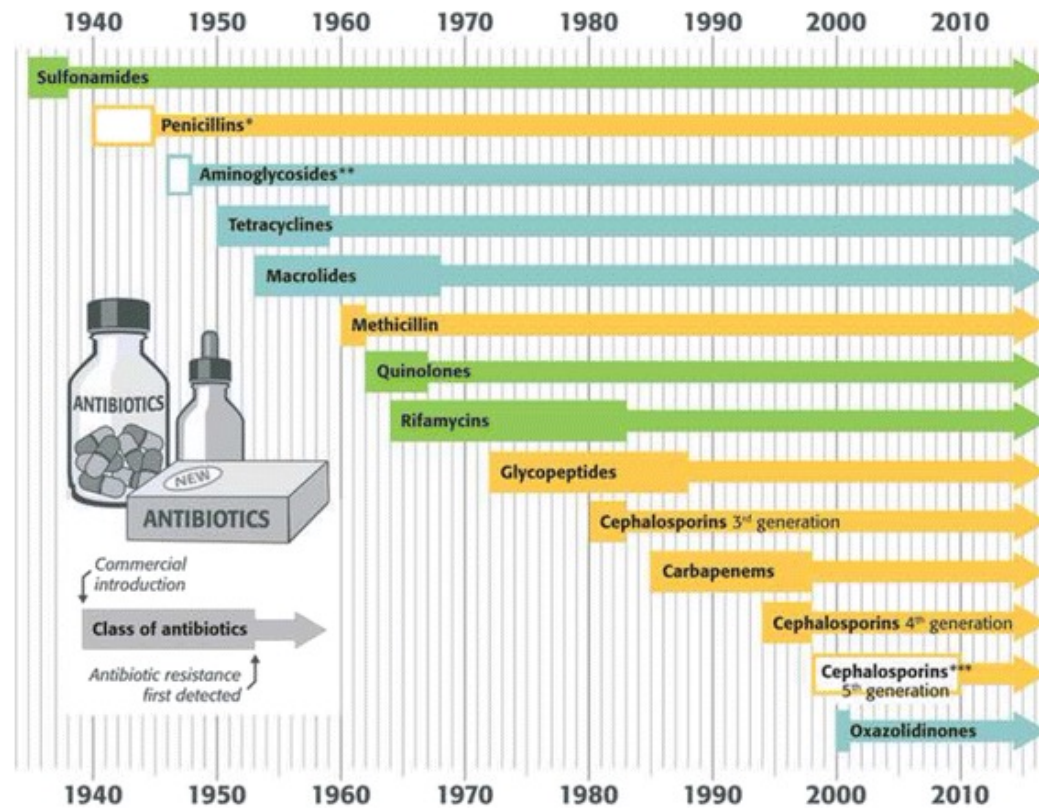 1940 1950 1960 1970 1980 1990 2000 2010
Sulfonamides
Penicillins*
Aminoglycosides**
Tetracyclines
Macrolides
Methicillin
Quinolones
ANTIBIOTICS
Rifamycins
Glycopeptides
NEW
ANTIBIOTICS
Cephalosporins 3rd generation
Commercial
introduction
Carbapenems
Class of antibiotics
Cephalosporins 4th generation
Antibiotic resistance
first detected
Cephalosporins***
5th generation
Oxazolidinones
1940 1950 1960 1970 1980 1990 2000 2010